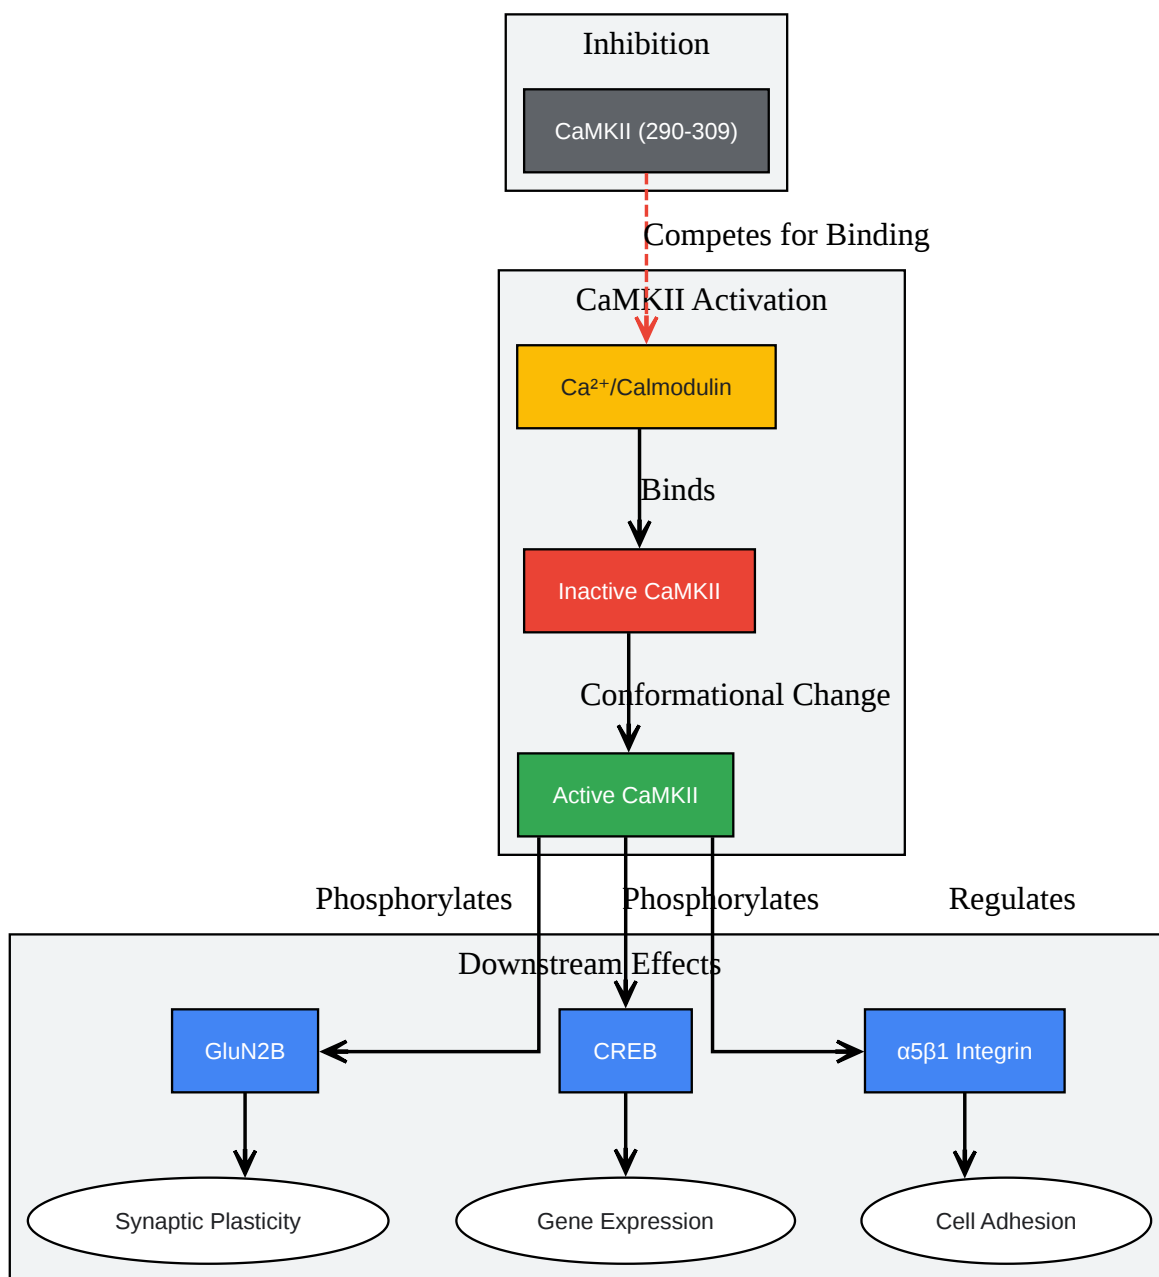 Inhibition
CaMKII (290-309)
Competes for Binding
CaMKII Activation
Ca²⁺/Calmodulin
Binds
Inactive CaMKII
Conformational Change
Active CaMKII
Phosphorylates
Phosphorylates
Regulates
Downstream Effects
GluN2B
CREB
α5β1 Integrin
Synaptic Plasticity
Gene Expression
Cell Adhesion